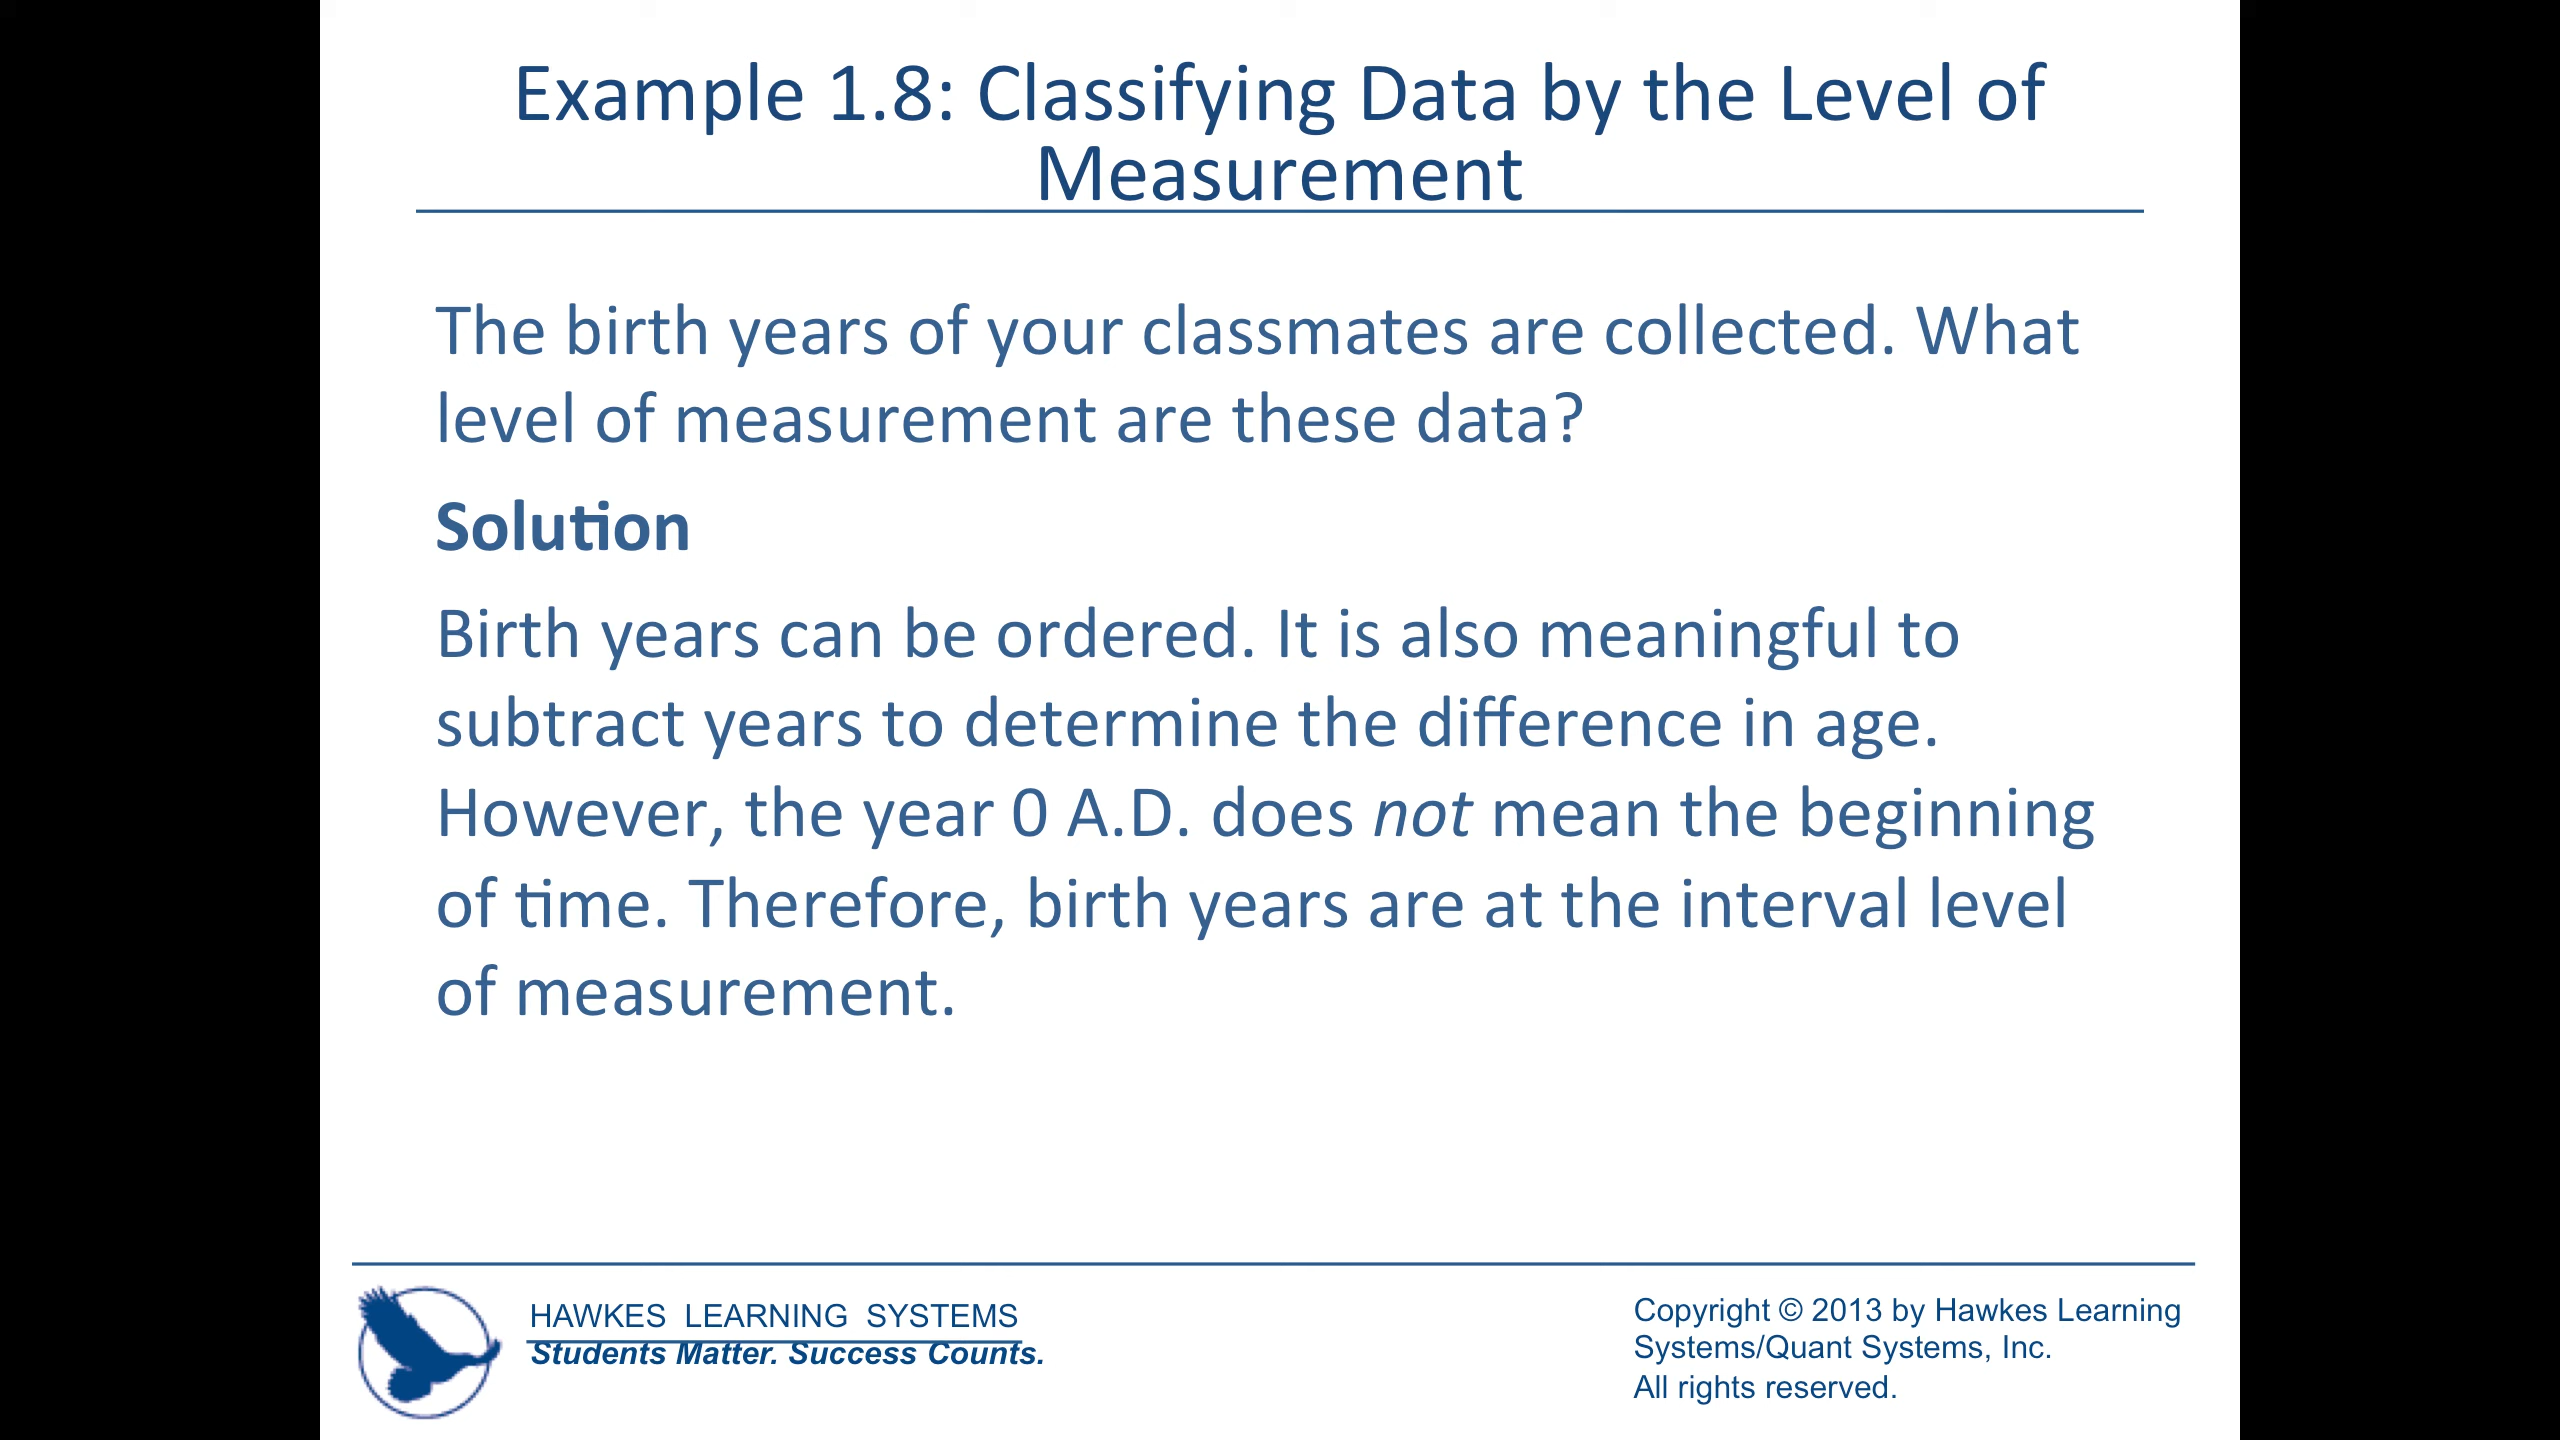 Example 1.8: Classifying Data by the Level of
Measurement
The birth years of your classmates are collected. What
level of measurement are these data?
Solution
Birth years can be ordered. It is also meaningful to
subtract years to determine the difference in age.
However, the year 0 A.D. does not mean the beginning
of time. Therefore, birth years are at the interval level
of measurement.
HAWKES LEARNING SYSTEMS
Students Matter. Success Counts.
Copyright © 2013 by Hawkes Learning
Systems/Quant Systems, Inc.
All rights reserved.